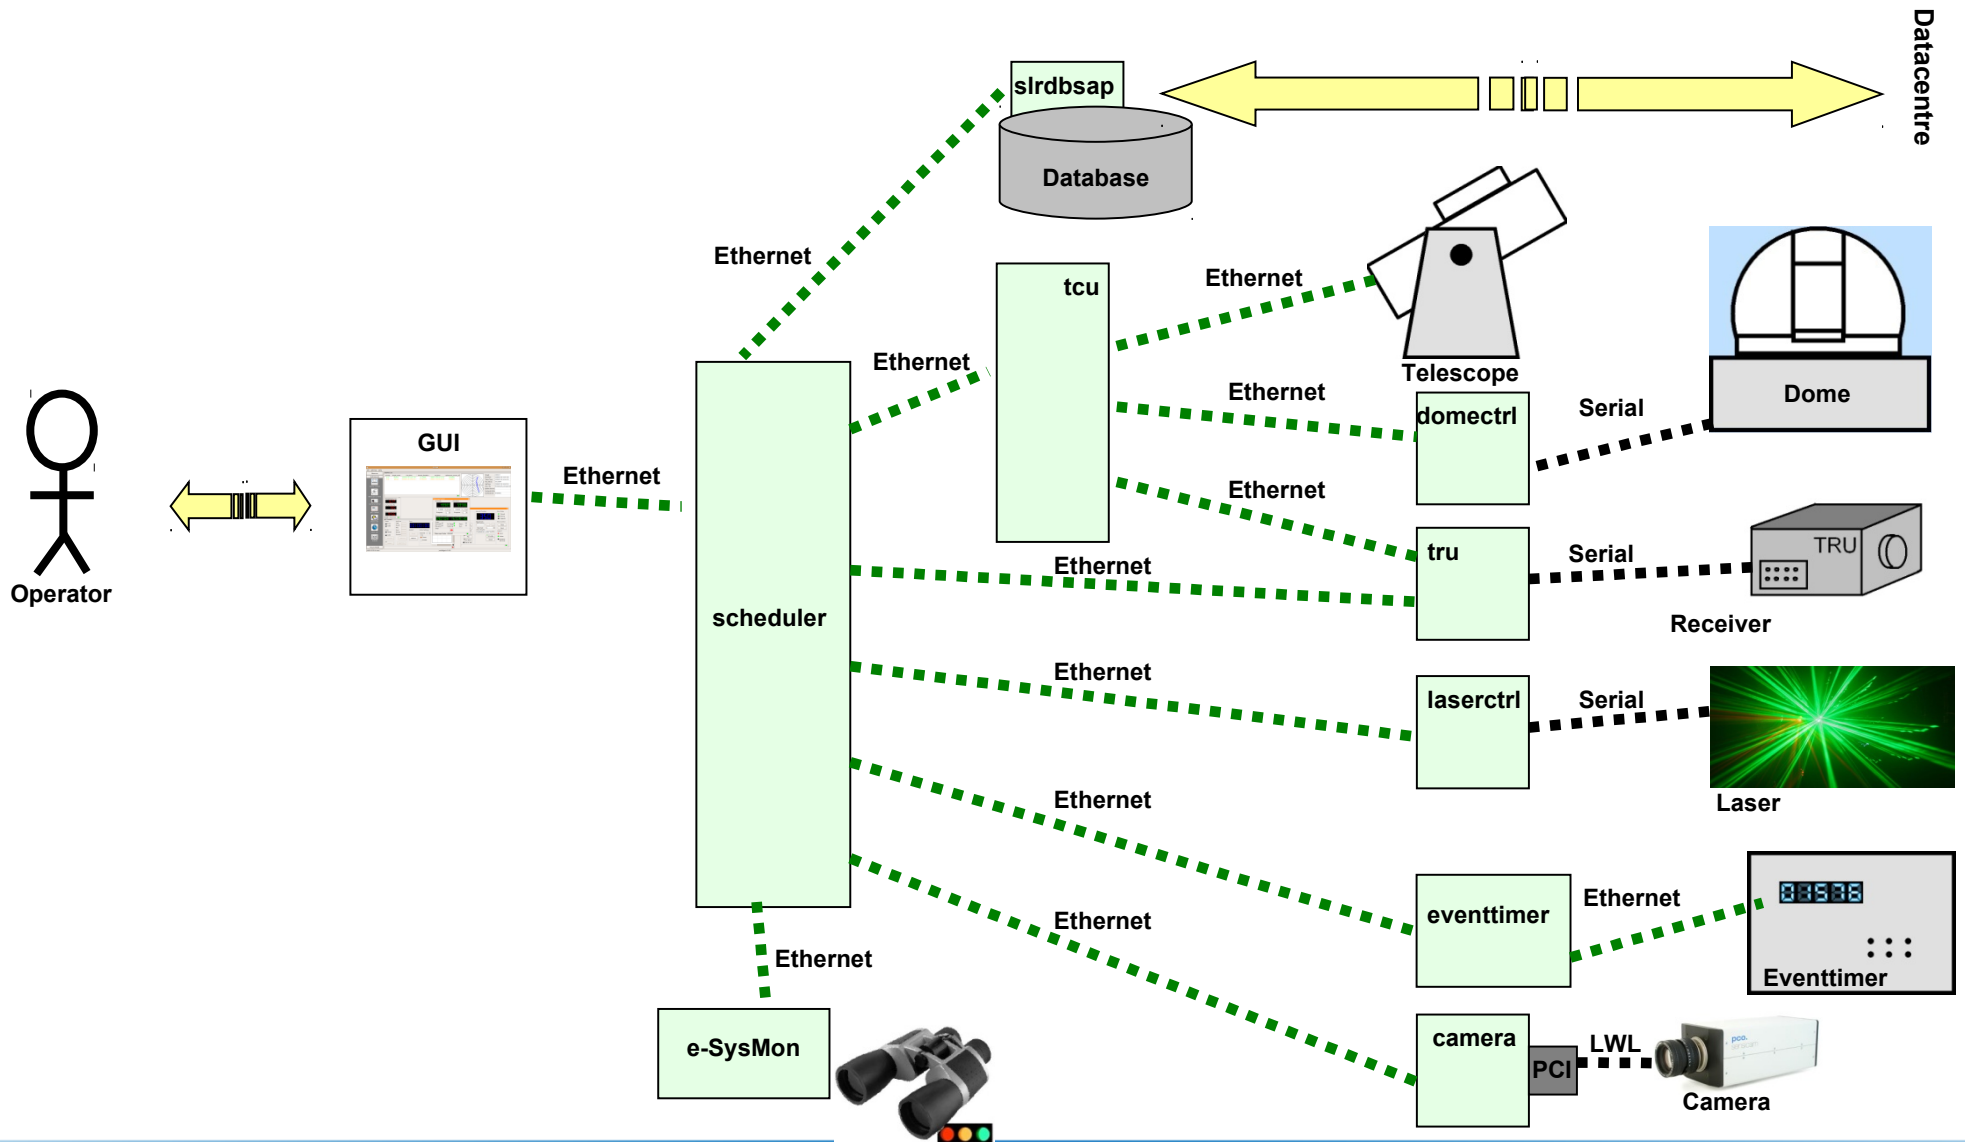 Datacentre
slrdbsap
Database
Ethernet
tcu
Ethernet
Telescope
Ethernet
Ethernet
domectrl
Serial
Dome
GUI
Ethernet
Ethernet
tru
Serial
TRU
Receiver
Operator
scheduler
Ethernet
Ethernet
laserctrl
Serial
Laser
Ethernet
eventtimer
Ethernet
Eventtimer
Ethernet
Ethernet
e-SysMon
camera
PCI
LWL
pco.
Camera